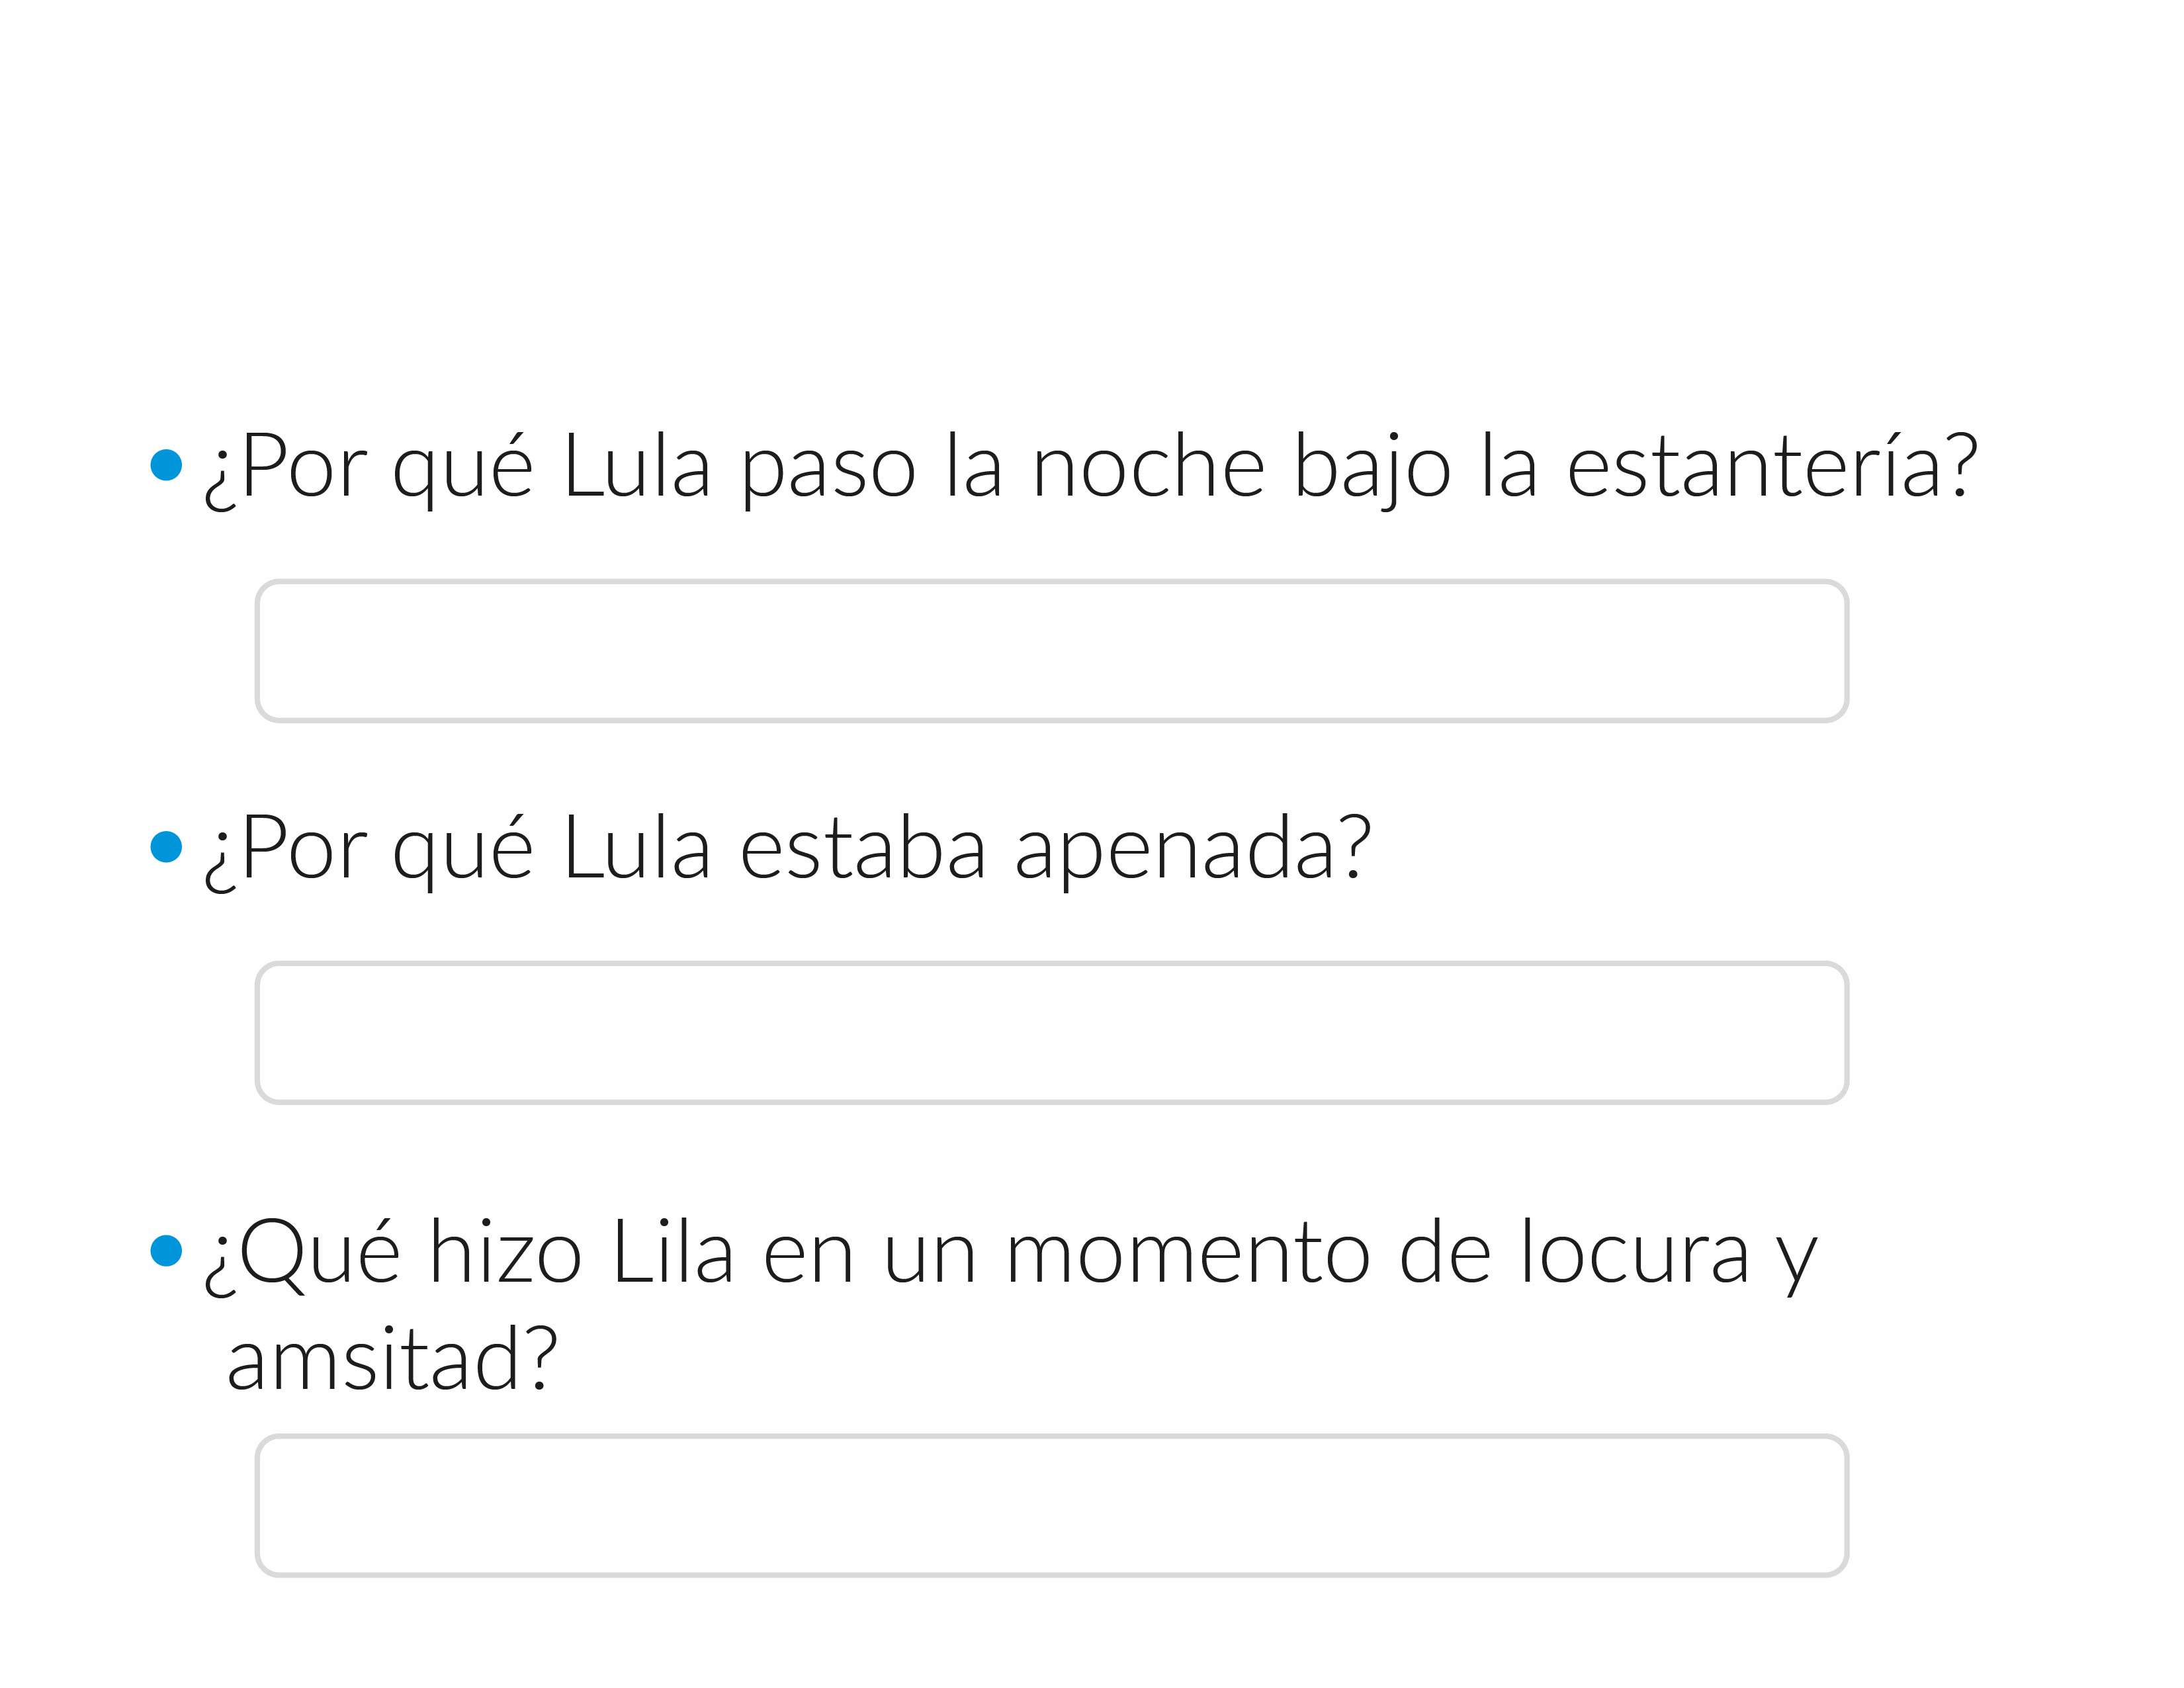 ¿Por qué Lula paso la noche bajo la estantería?
¿Por qué Lula estaba apenada?
¿Qué hizo Lila en un momento de locura y
amsitad?